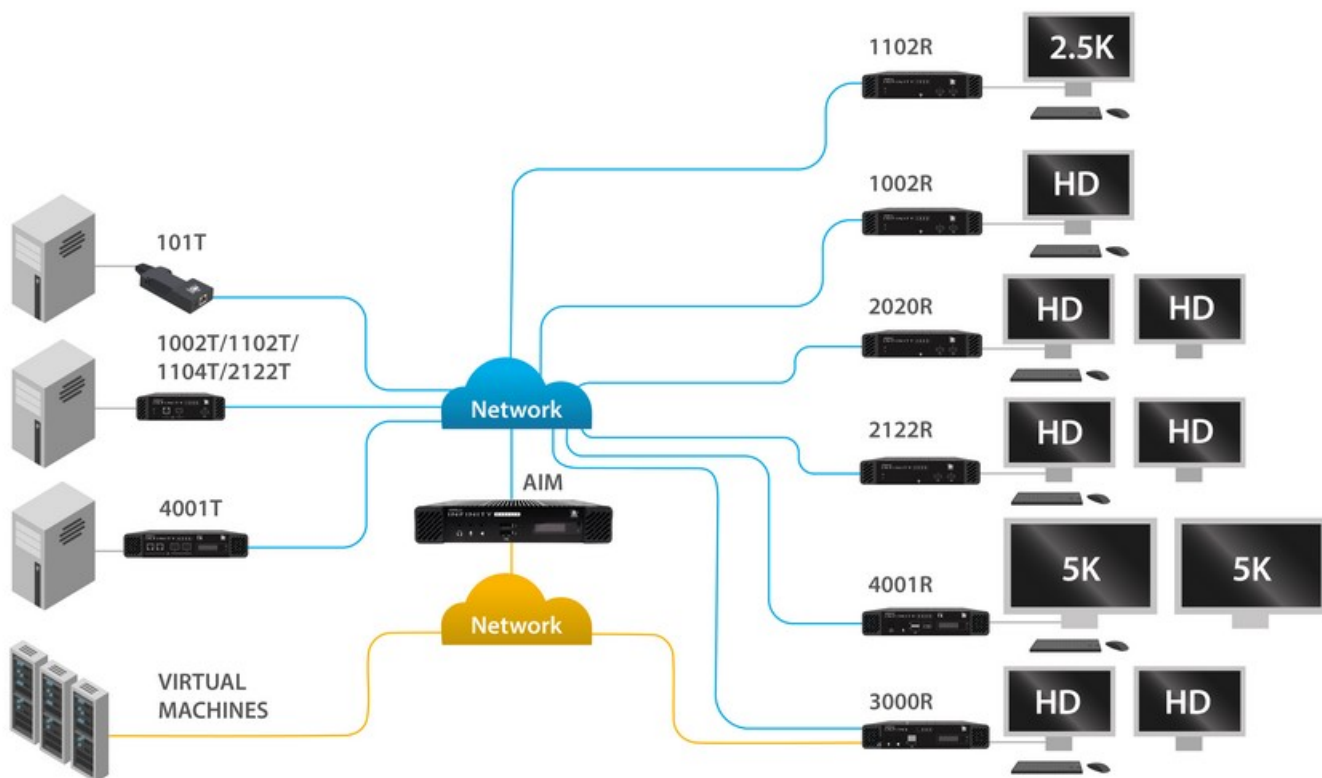 1102R
2.5K
1002R
HD
101T
2020R
HD
HD
1002T/1102T/
1104T/2122T
Network
2122R
HD
HD
AIM
4001T
4001R
5K
5K
Network
VIRTUAL
MACHINES
3000R
HD
HD